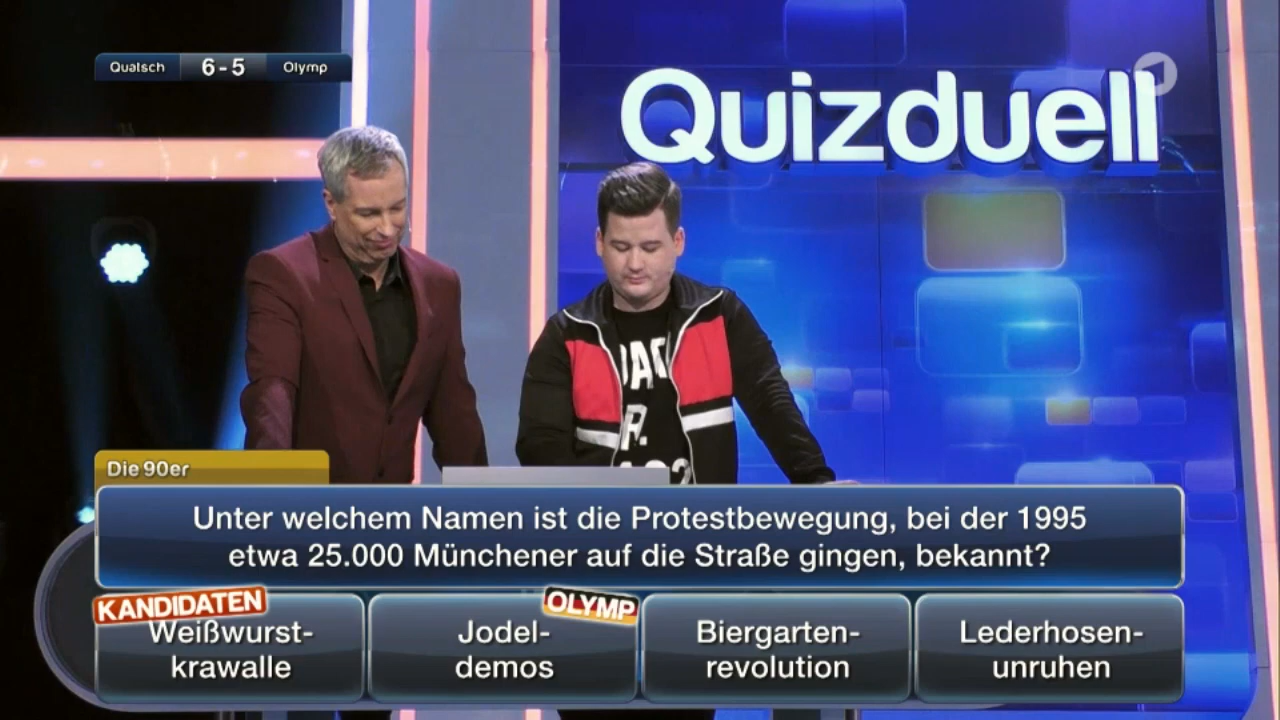 Quatsch 6-5 Olymp
Quizduell
Die 90er
Unter welchem Namen ist die Protestbewegung, bei der 1995
etwa 25.000 Münchener auf die Straße gingen, bekannt?
KANDIDATEN
Weißwurst-
krawalle
OLYMP
Jodel-
demos
Biergarten-
revolution
Lederhosen-
unruhen